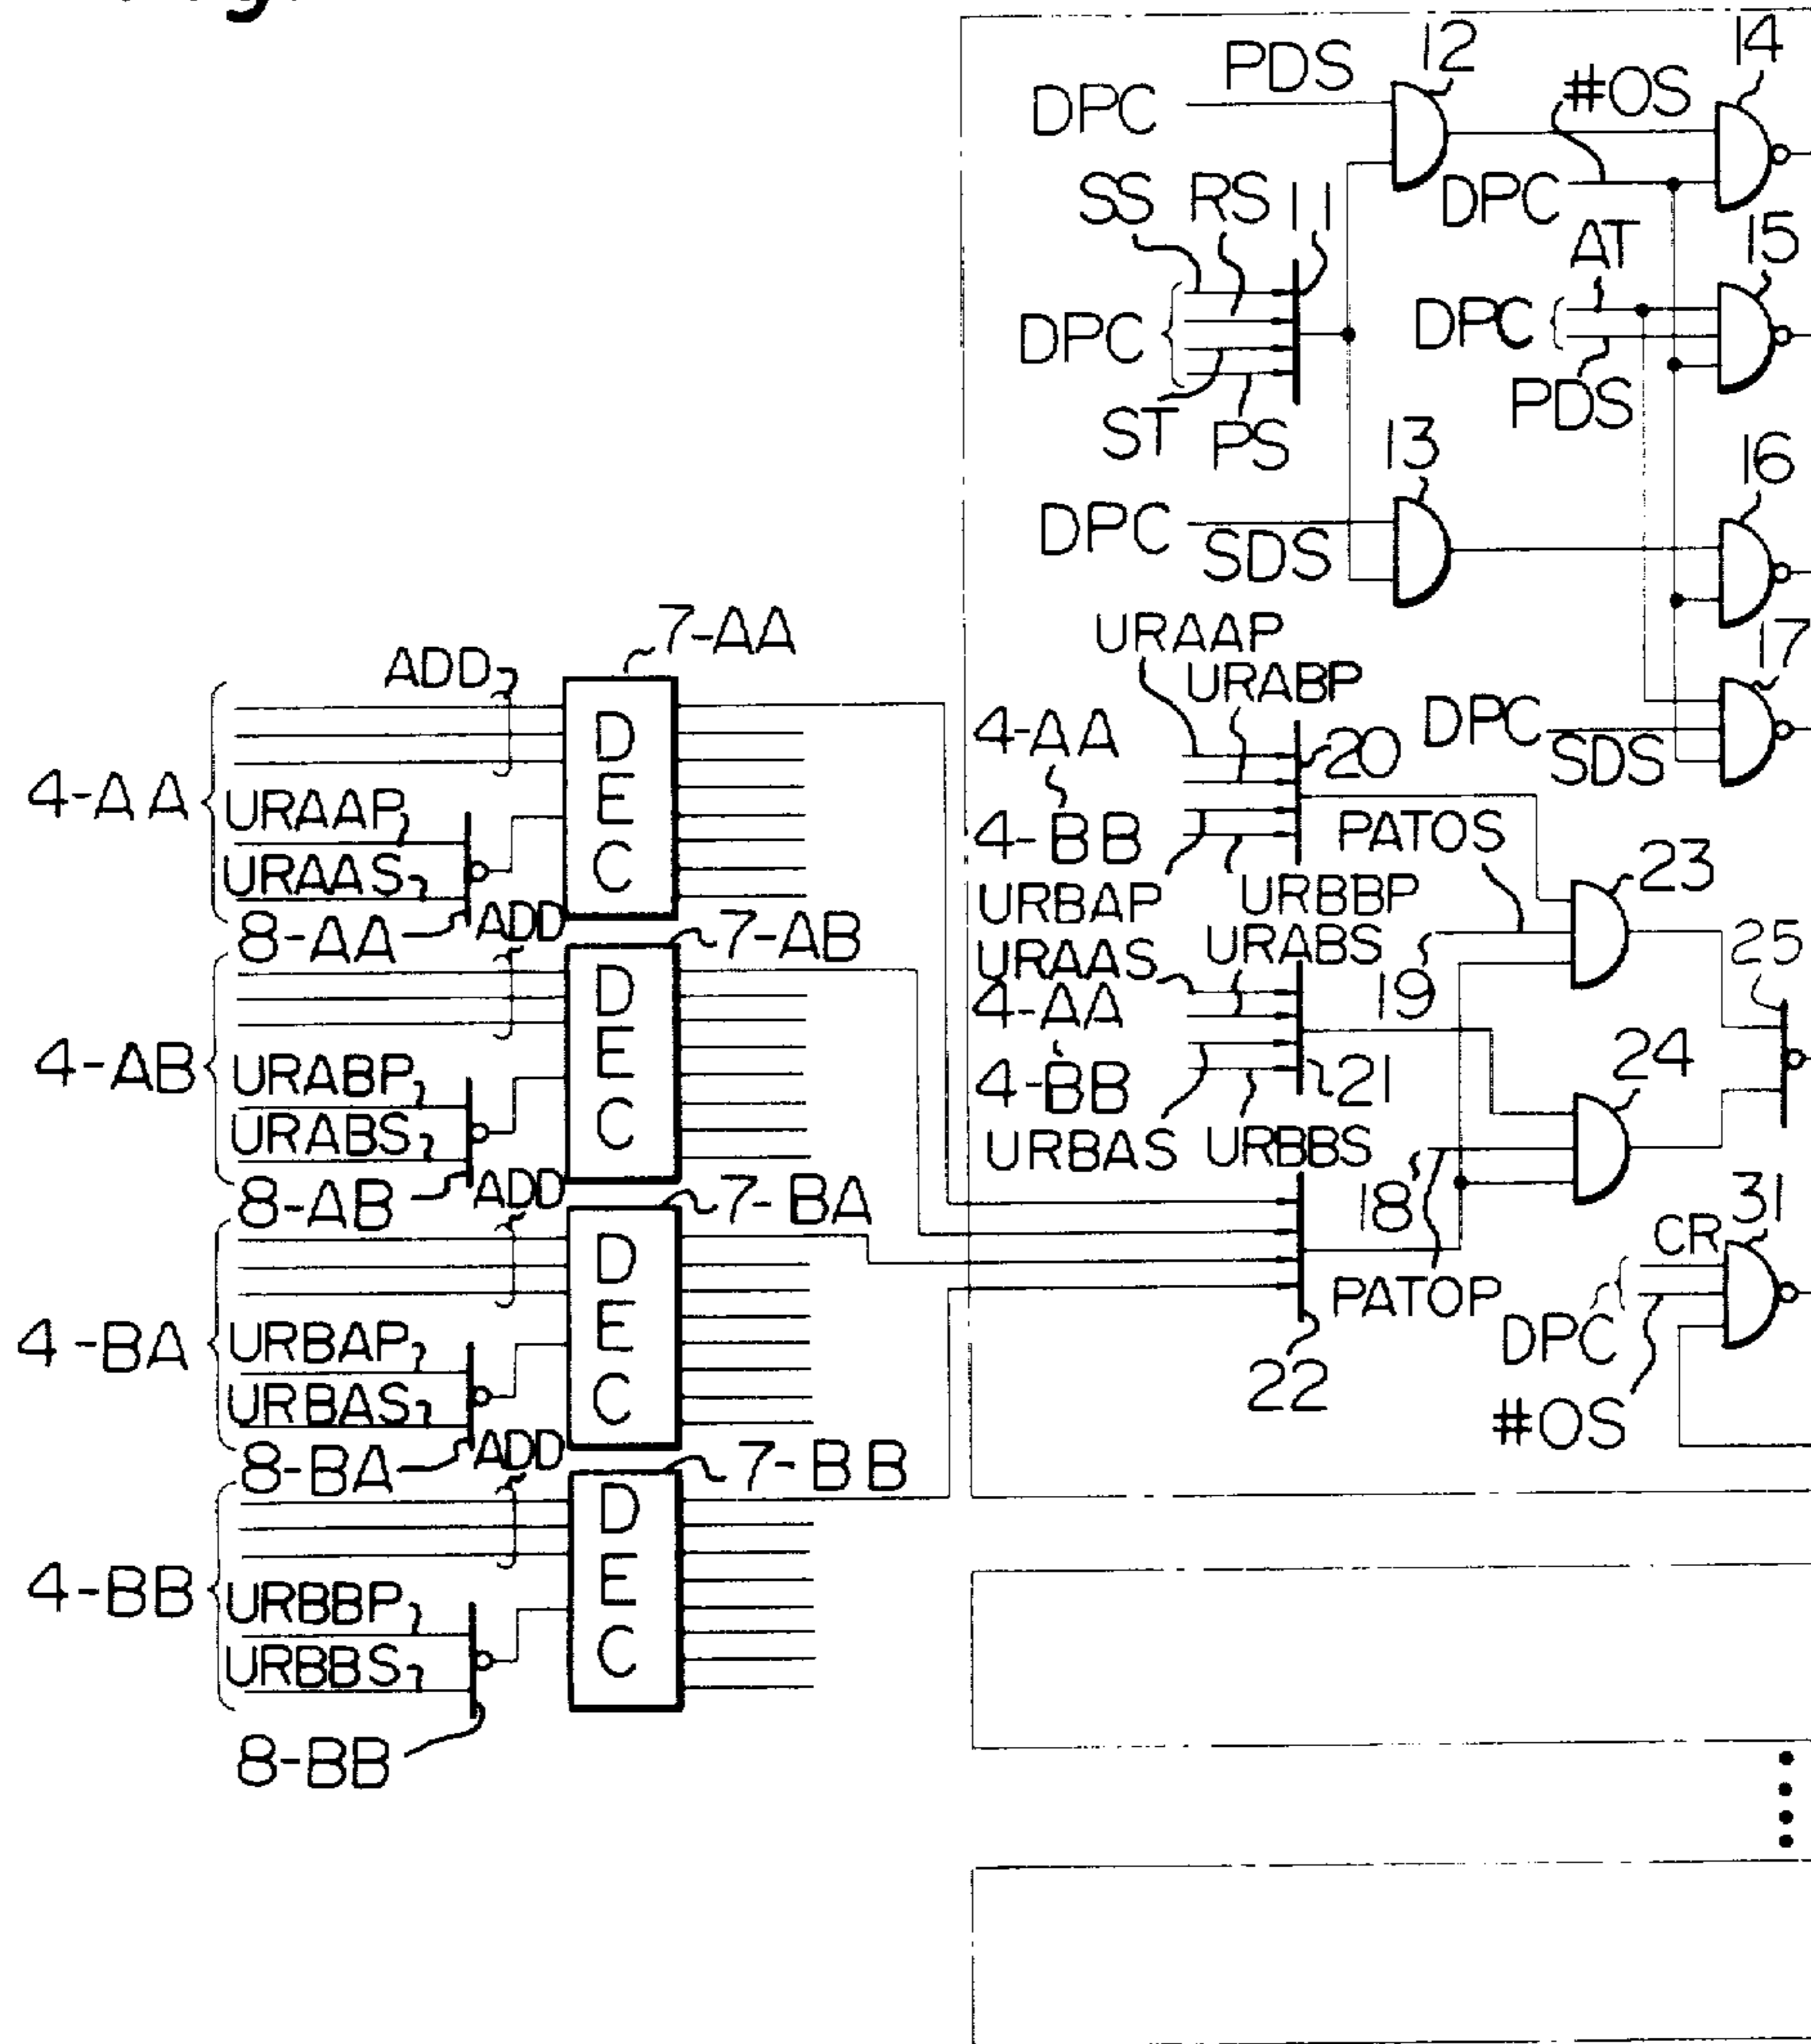 12
14
PDS
DPC
#OS
SS
RS
11
DPC
AT
15
DPC
DPC
PDS
ST
PS
13
16
DPC
SDS
7-AA
URAAP
17
ADD
URABP
4-AA
DPC
20
SDS
D
E
C
4-AA
URAAP
4-BB
PATOS
23
URAAS
URBAP
URBBP
8-AA
ADD
7-AB
URAAS
URABS
25
4-AA
19
D
E
C
4-AB
URABP
4-BB
21
24
URABS
URBAS
URBBS
8-AB
ADD
7-BA
18
CR
31
D
E
C
PATOP
4-BA
URBAP
DPC
URBAS
22
#OS
8-BA
ADD
7-BB
D
E
C
4-BB
URBBP
URBBS
8-BB